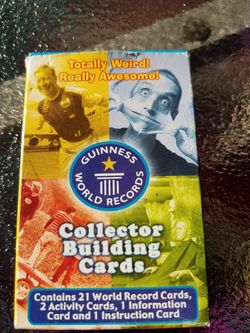 Totally Weird!
Really Awesome!
GUINNESS
WORLD RECORDS
Collector
Building
Cards
Contains 21 World Record Cards,
2 Activity Cards, 1 Information
Card and 1 Instruction Card